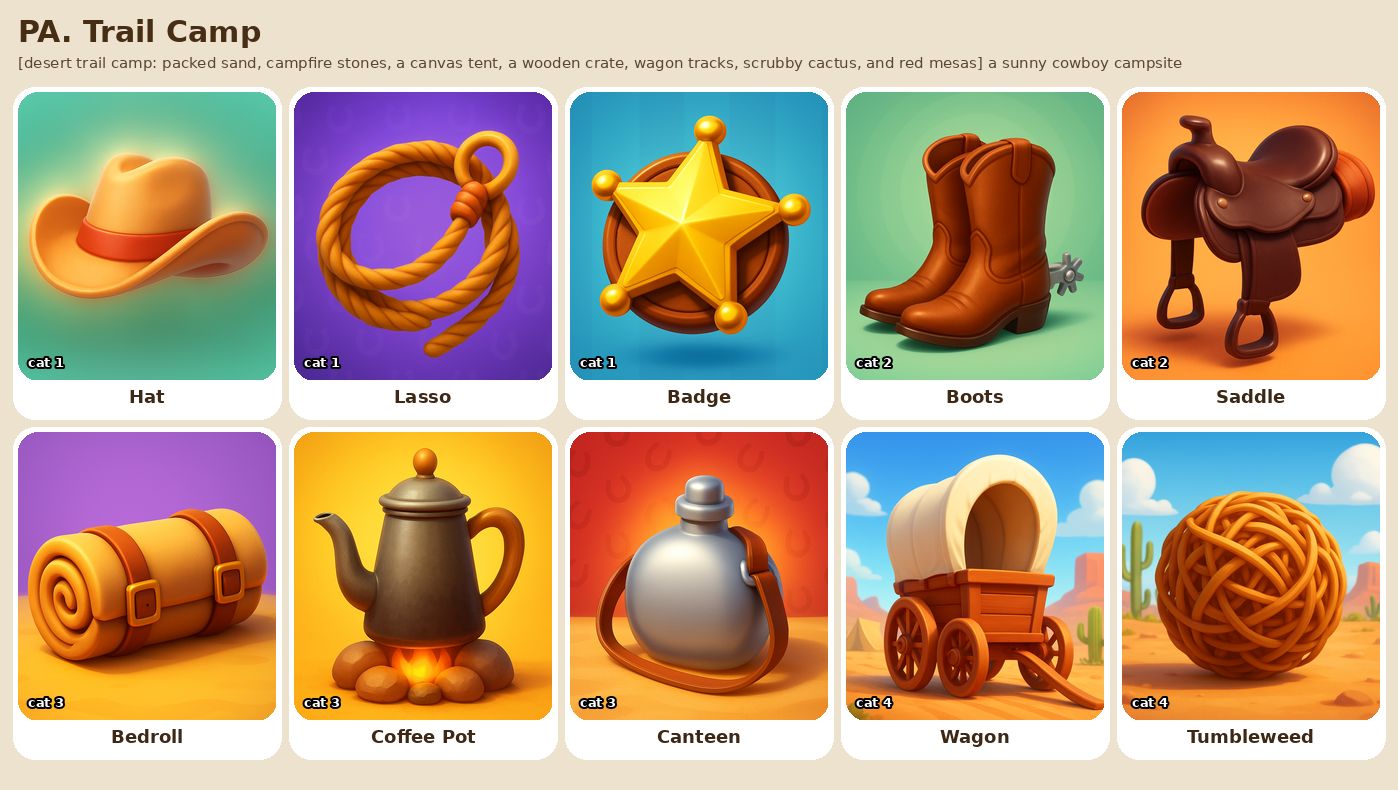 PA. Trail Camp
[desert trail camp: packed sand, campfire stones, a canvas tent, a wooden crate, wagon tracks, scrubby cactus, and red mesas] a sunny cowboy campsite
cat 1
cat 1
cat 1
cat 2
cat 2
Hat
Lasso
Badge
Boots
Saddle
cat 3
cat 3
cat 3
cat 4
cat 4
Bedroll
Coffee Pot
Canteen
Wagon
Tumbleweed